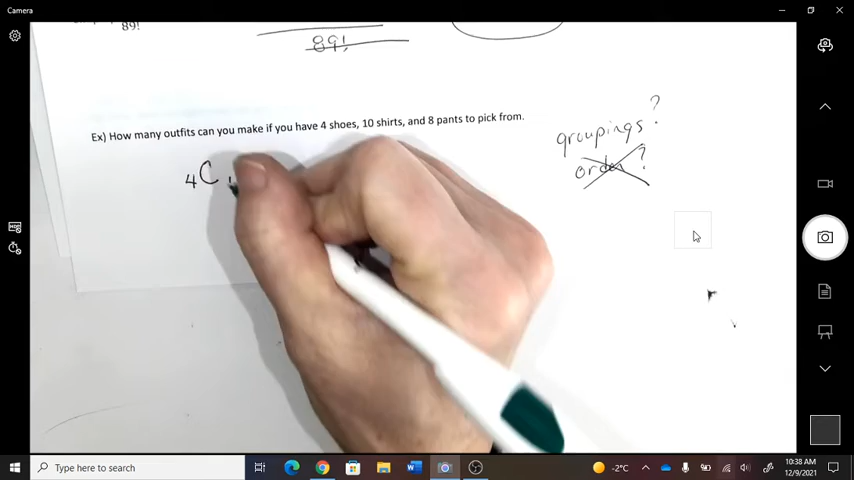 Camera
89!
89!
Ex) How many outfits can you make if you have 4 shoes, 10 shirts, and 8 pants to pick from.
groupings?
order?
4C1
Type here to search
-2°C
10:38 AM
12/9/2021